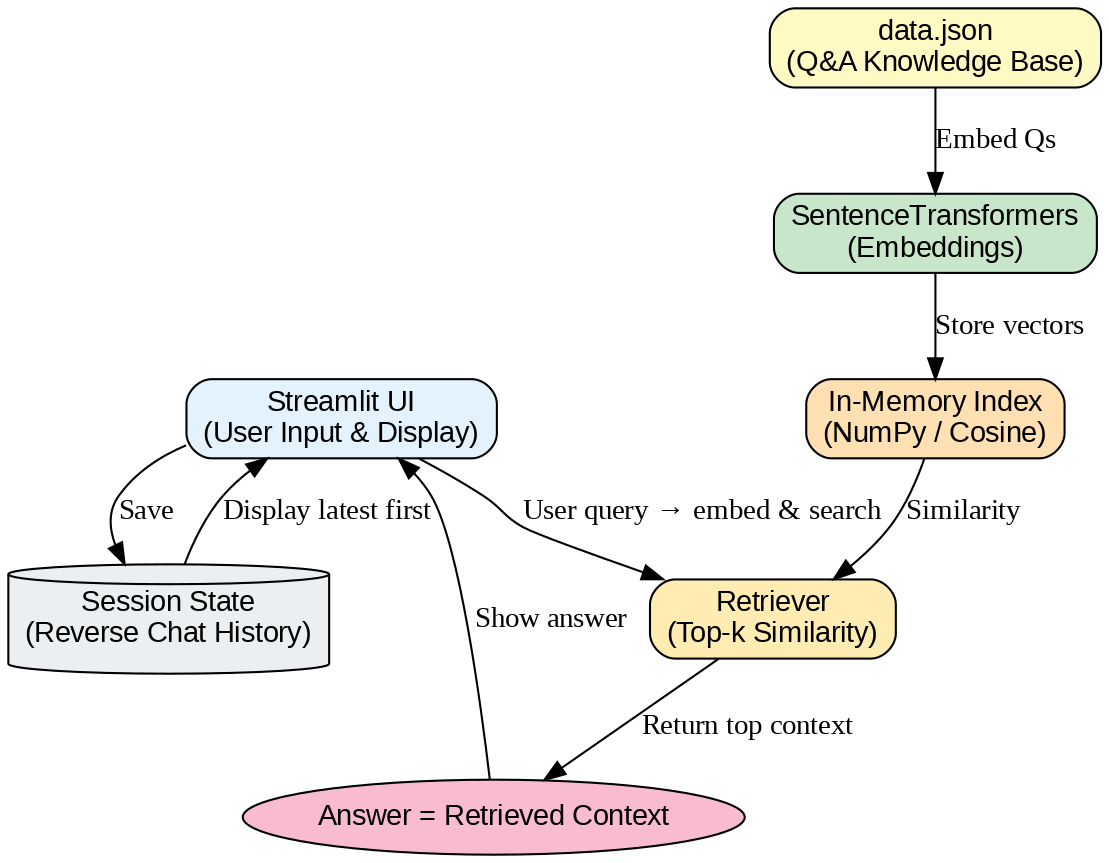 data.json
(Q&A Knowledge Base)
Embed Qs
SentenceTransformers
(Embeddings)
Store vectors
Streamlit UI
(User Input & Display)
In-Memory Index
(NumPy / Cosine)
Save
Display latest first
User query → embed & search
Similarity
Session State
(Reverse Chat History)
Show answer
Retriever
(Top-k Similarity)
Return top context
Answer = Retrieved Context